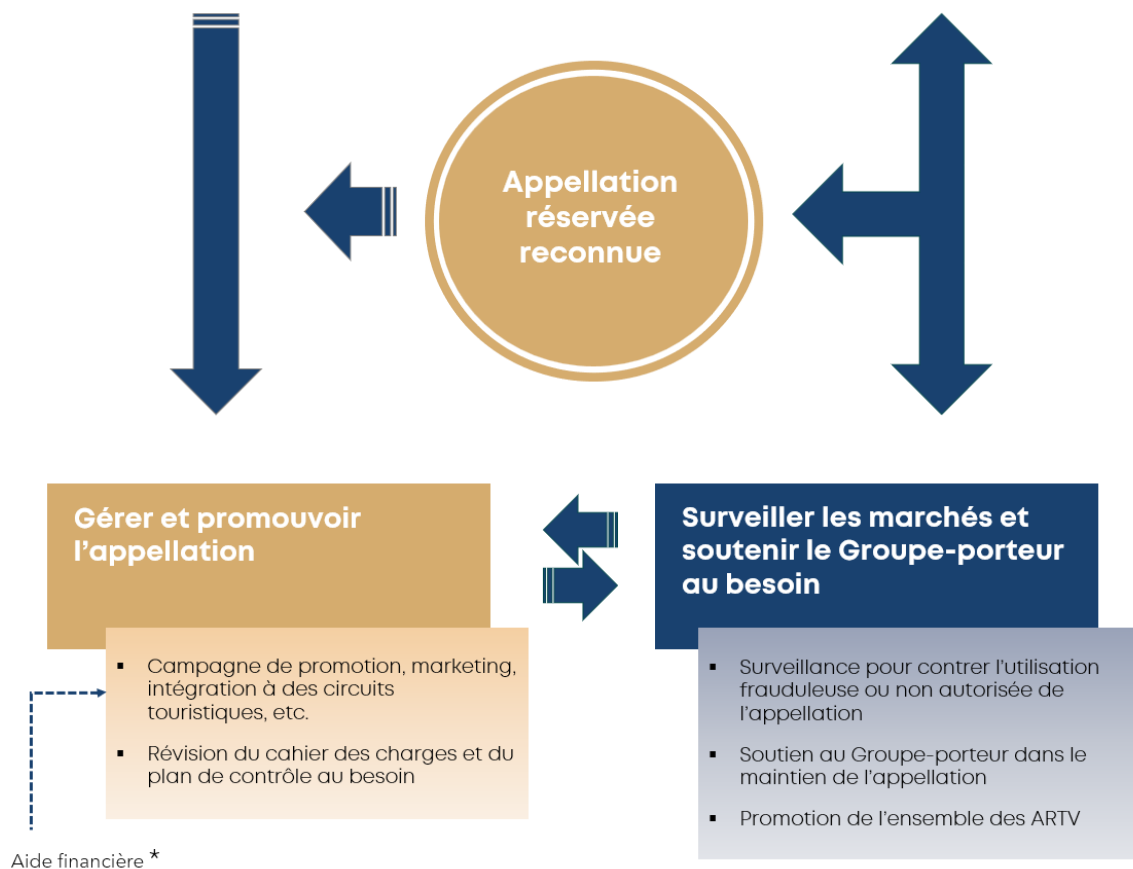 Appellation
réservée
reconnue
Gérer et promouvoir
l'appellation
Surveiller les marchés et
soutenir le Groupe-porteur
au besoin
▪ Campagne de promotion, marketing,
intégration à des circuits
touristiques, etc.
▪ Révision du cahier des charges et du
plan de contrôle au besoin
▪ Surveillance pour contrer l'utilisation
frauduleuse ou non autorisée de
l'appellation
▪ Soutien au Groupe-porteur dans le
maintien de l'appellation
▪ Promotion de l'ensemble des ARTV
Aide financière *